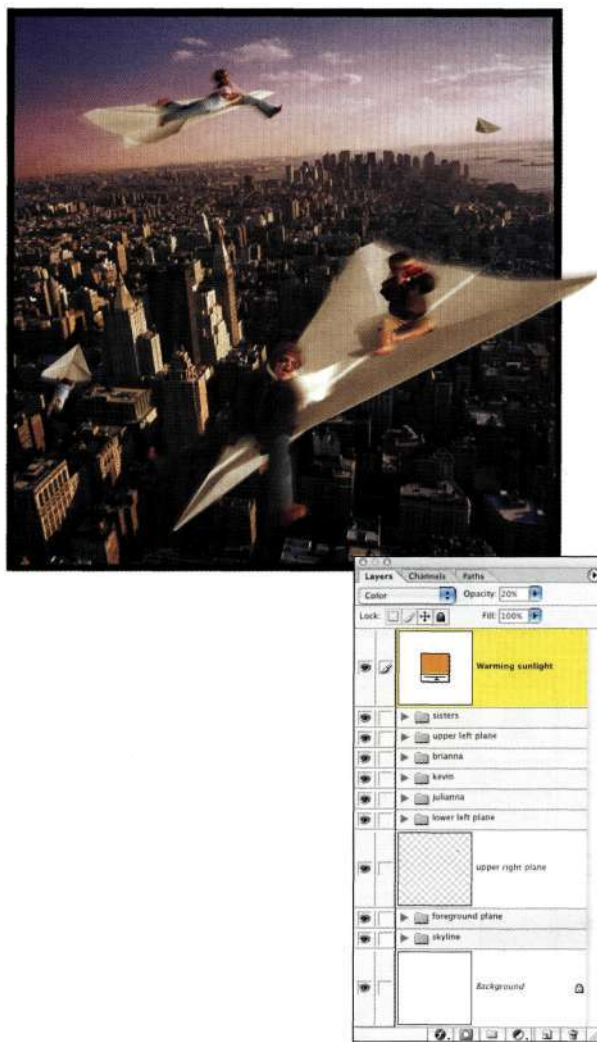 Layers Channels Paths
Color Opacity: 20%
Lock: Fill: 100%
Warming sunlight
sisters
upper left plane
brianna
kevin
julianna
lower left plane
upper right plane
foreground plane
skyline
Background